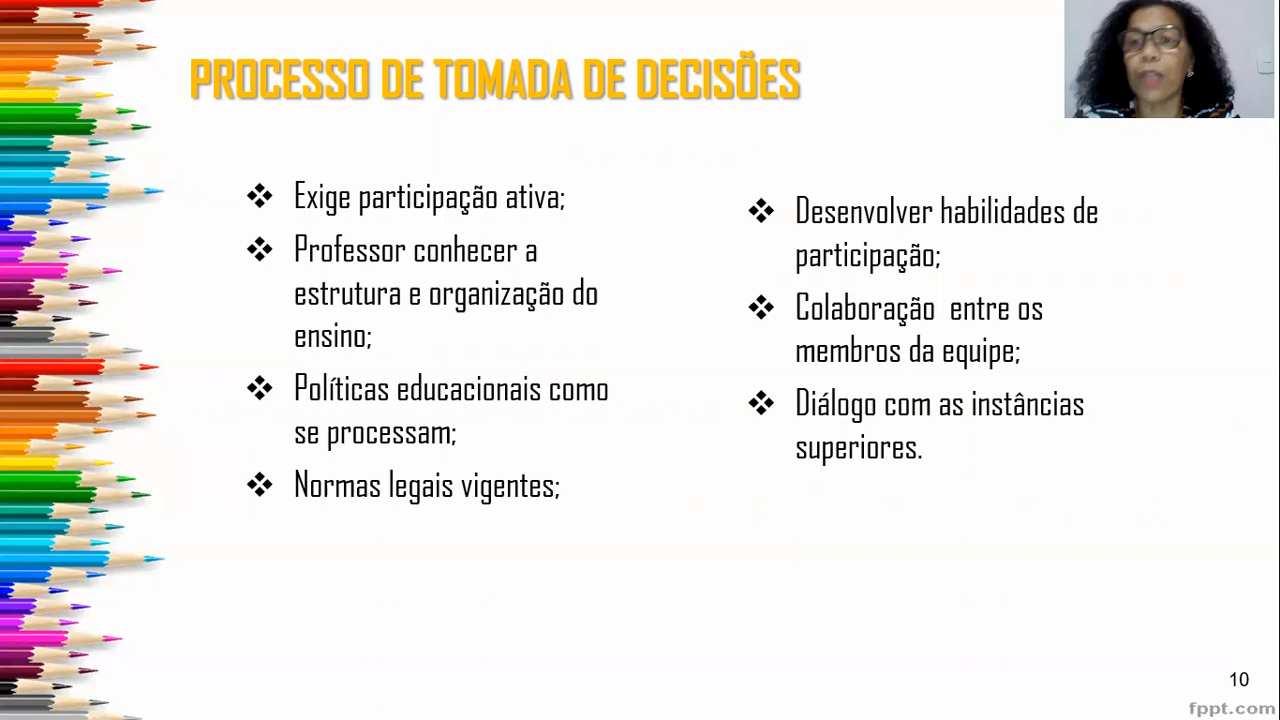 PROCESSO DE TOMADA DE DECISÕES
❖ Exige participação ativa;
❖ Professor conhecer a
estrutura e organização do
ensino;
❖ Políticas educacionais como
se processam;
❖ Normas legais vigentes;
❖ Desenvolver habilidades de
participação;
❖ Colaboração entre os
membros da equipe;
❖ Diálogo com as instâncias
superiores.
10
fppt.com